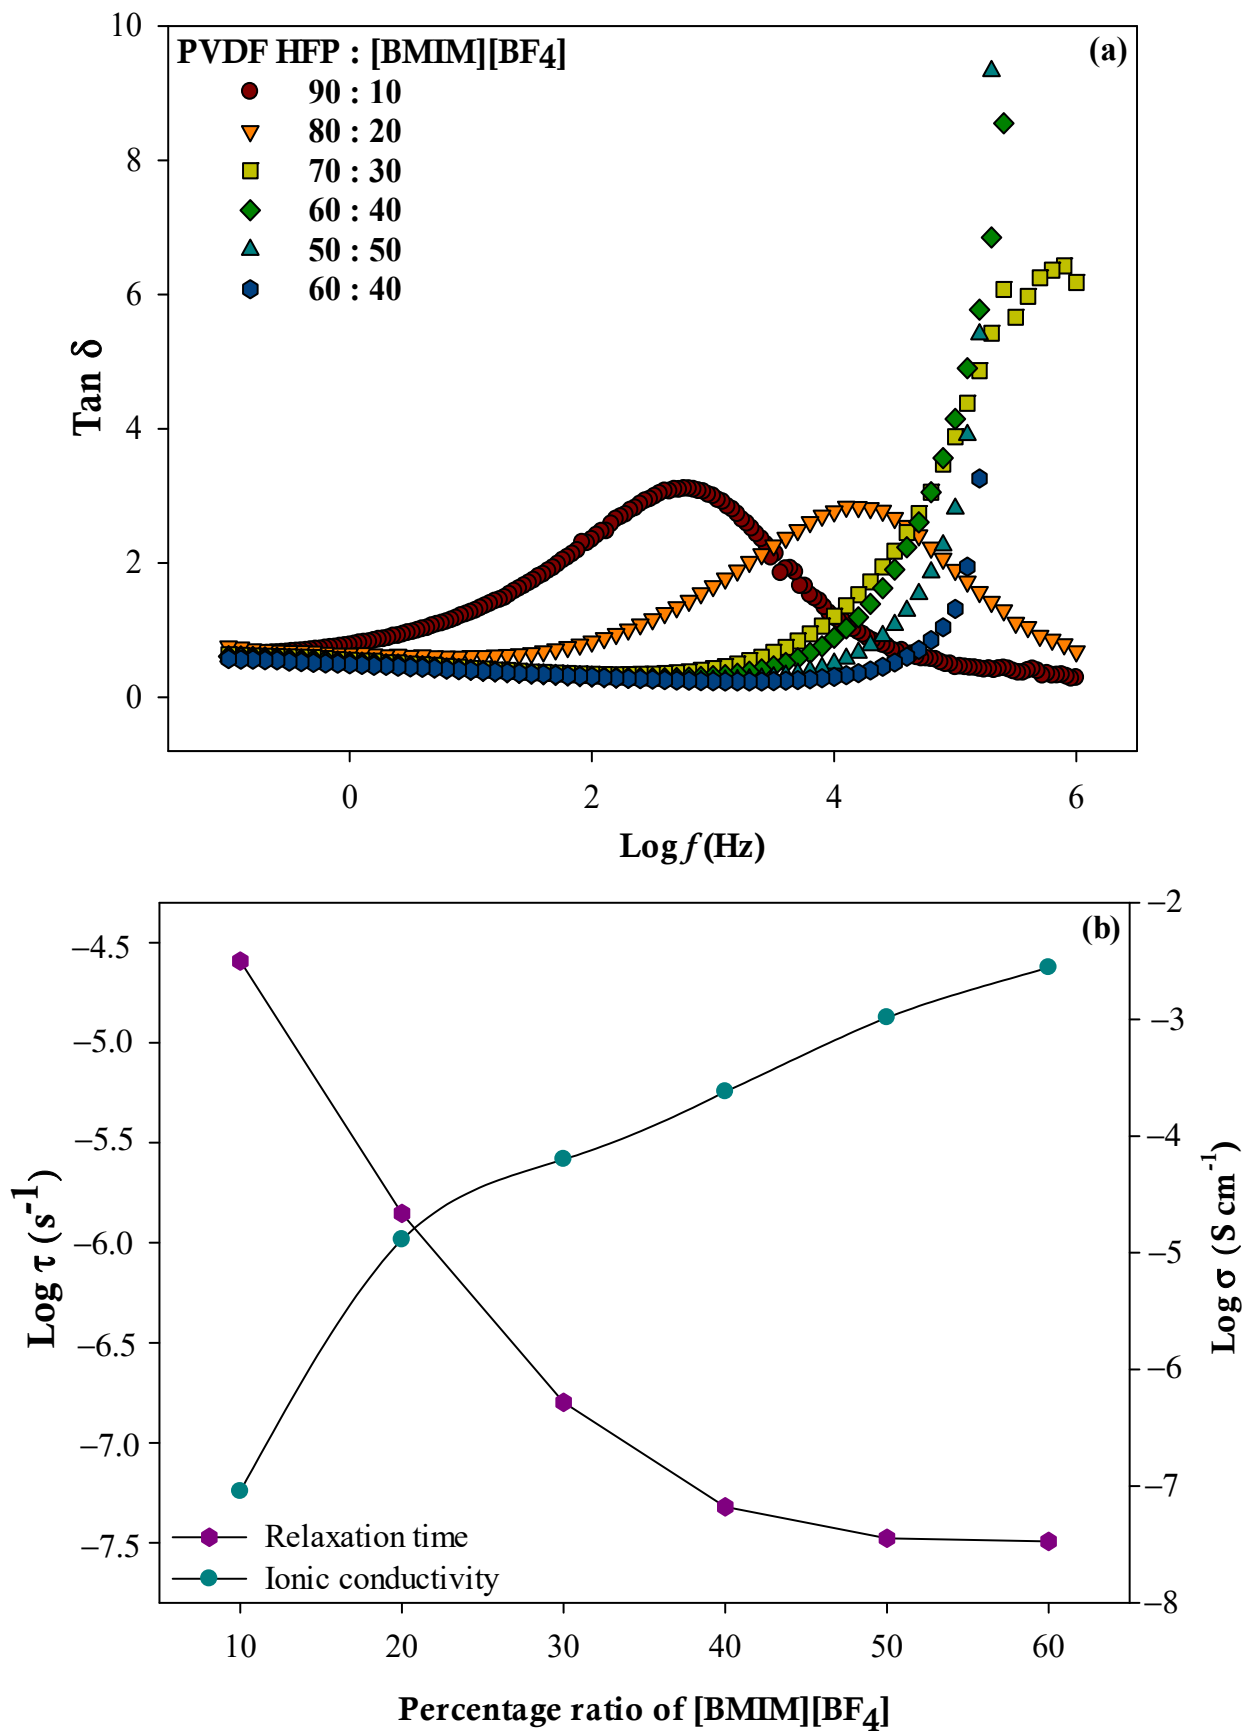 (a)
PVDF HFP : [BMIM][BF4]
90 : 10
80 : 20
70 : 30
60 : 40
50 : 50
60 : 40
10
8
6
4
2
0
Tan δ
0 2 4 6
Log f (Hz)
(b)
−4.5
−5.0
−5.5
−6.0
−6.5
−7.0
−7.5
Log τ (s-1)
−2
−3
−4
−5
−6
−7
−8
Log σ (S cm-1)
Relaxation time
Ionic conductivity
10 20 30 40 50 60
Percentage ratio of [BMIM][BF4]